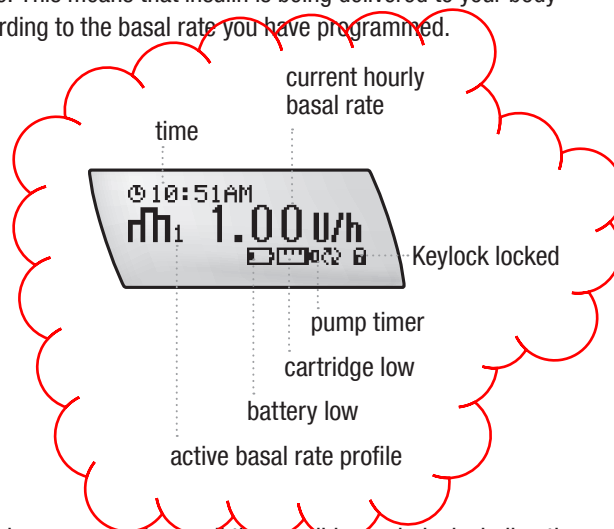 This means that insulin is being delivered to your body
rding to the basal rate you have programmed.
current hourly
basal rate
time
10:51AM
1 1.00 U/h
Keylock locked
pump timer
cartridge low
battery low
active basal rate profile